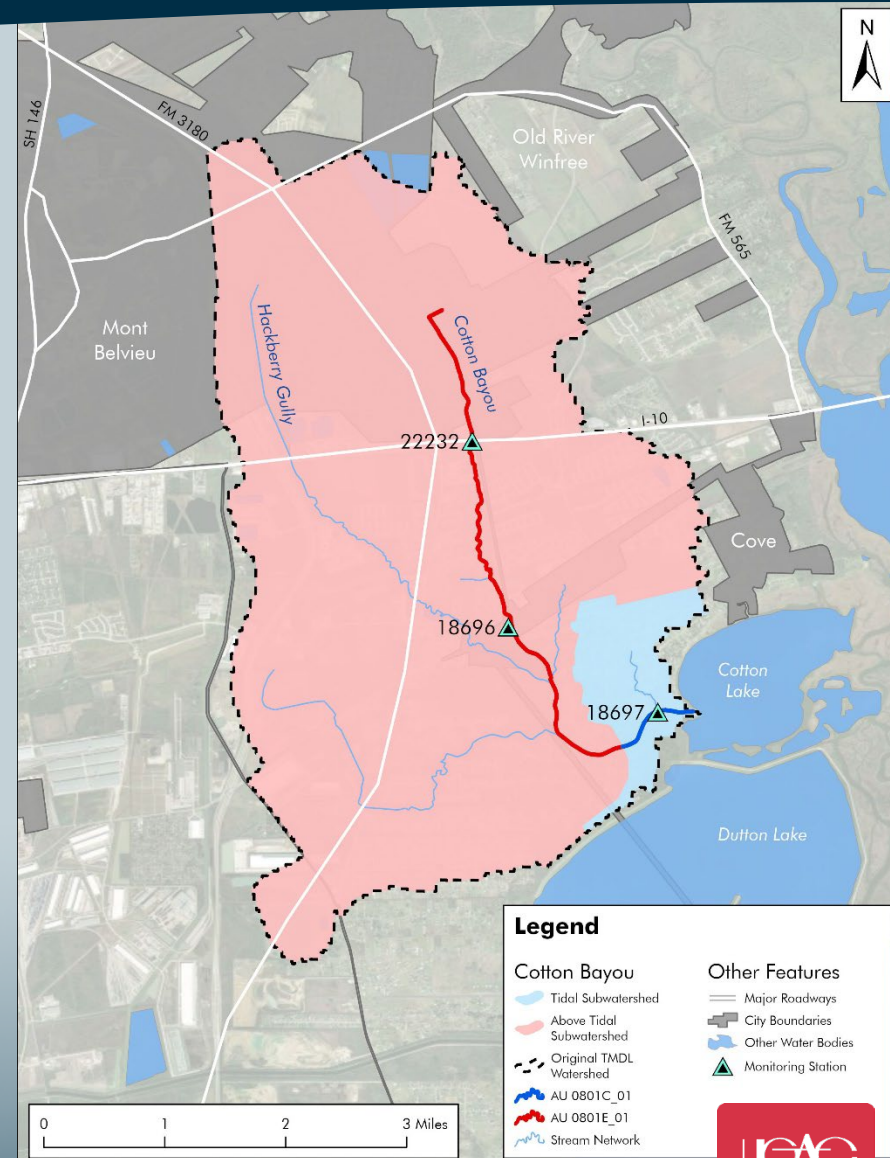 N
SH 146
FM 3180
Old River
Winfree
FM 565
Mont
Belvieu
Hackberry Gully
Cotton Bayou
I-10
22232
Cove
18696
Cotton
Lake
18697
Dutton Lake
Legend
Cotton Bayou
Tidal Subwatershed
Above Tidal
Subwatershed
Original TMDL
Watershed
AU 0801C_01
AU 0801E_01
Stream Network
Other Features
Major Roadways
City Boundaries
Other Water Bodies
Monitoring Station
0 1 2 3 Miles